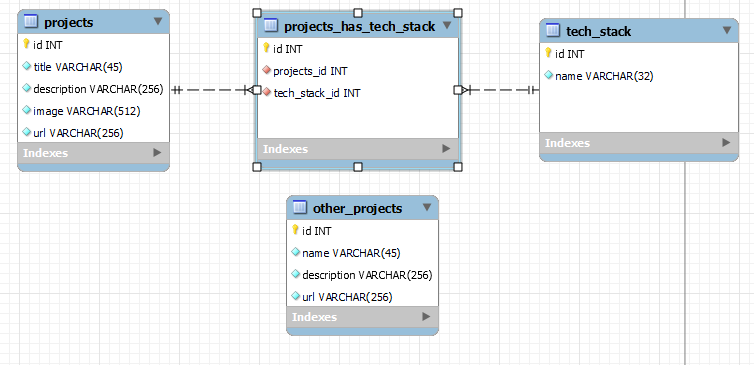 projects
id INT
title VARCHAR(45)
description VARCHAR(256)
image VARCHAR(512)
url VARCHAR(256)
Indexes
projects_has_tech_stack
id INT
projects_id INT
tech_stack_id INT
Indexes
tech_stack
id INT
name VARCHAR(32)
Indexes
other_projects
id INT
name VARCHAR(45)
description VARCHAR(256)
url VARCHAR(256)
Indexes